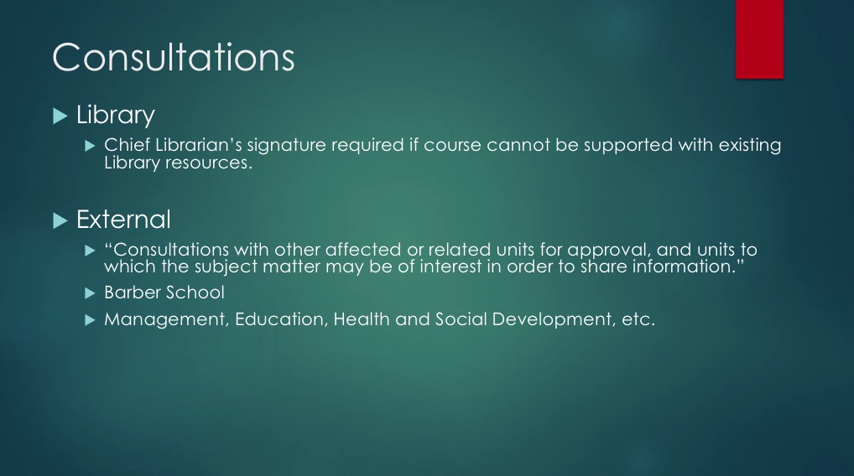 Consultations
Library
Chief Librarian’s signature required if course cannot be supported with existing
Library resources.
External
“Consultations with other affected or related units for approval, and units to
which the subject matter may be of interest in order to share information.”
Barber School
Management, Education, Health and Social Development, etc.